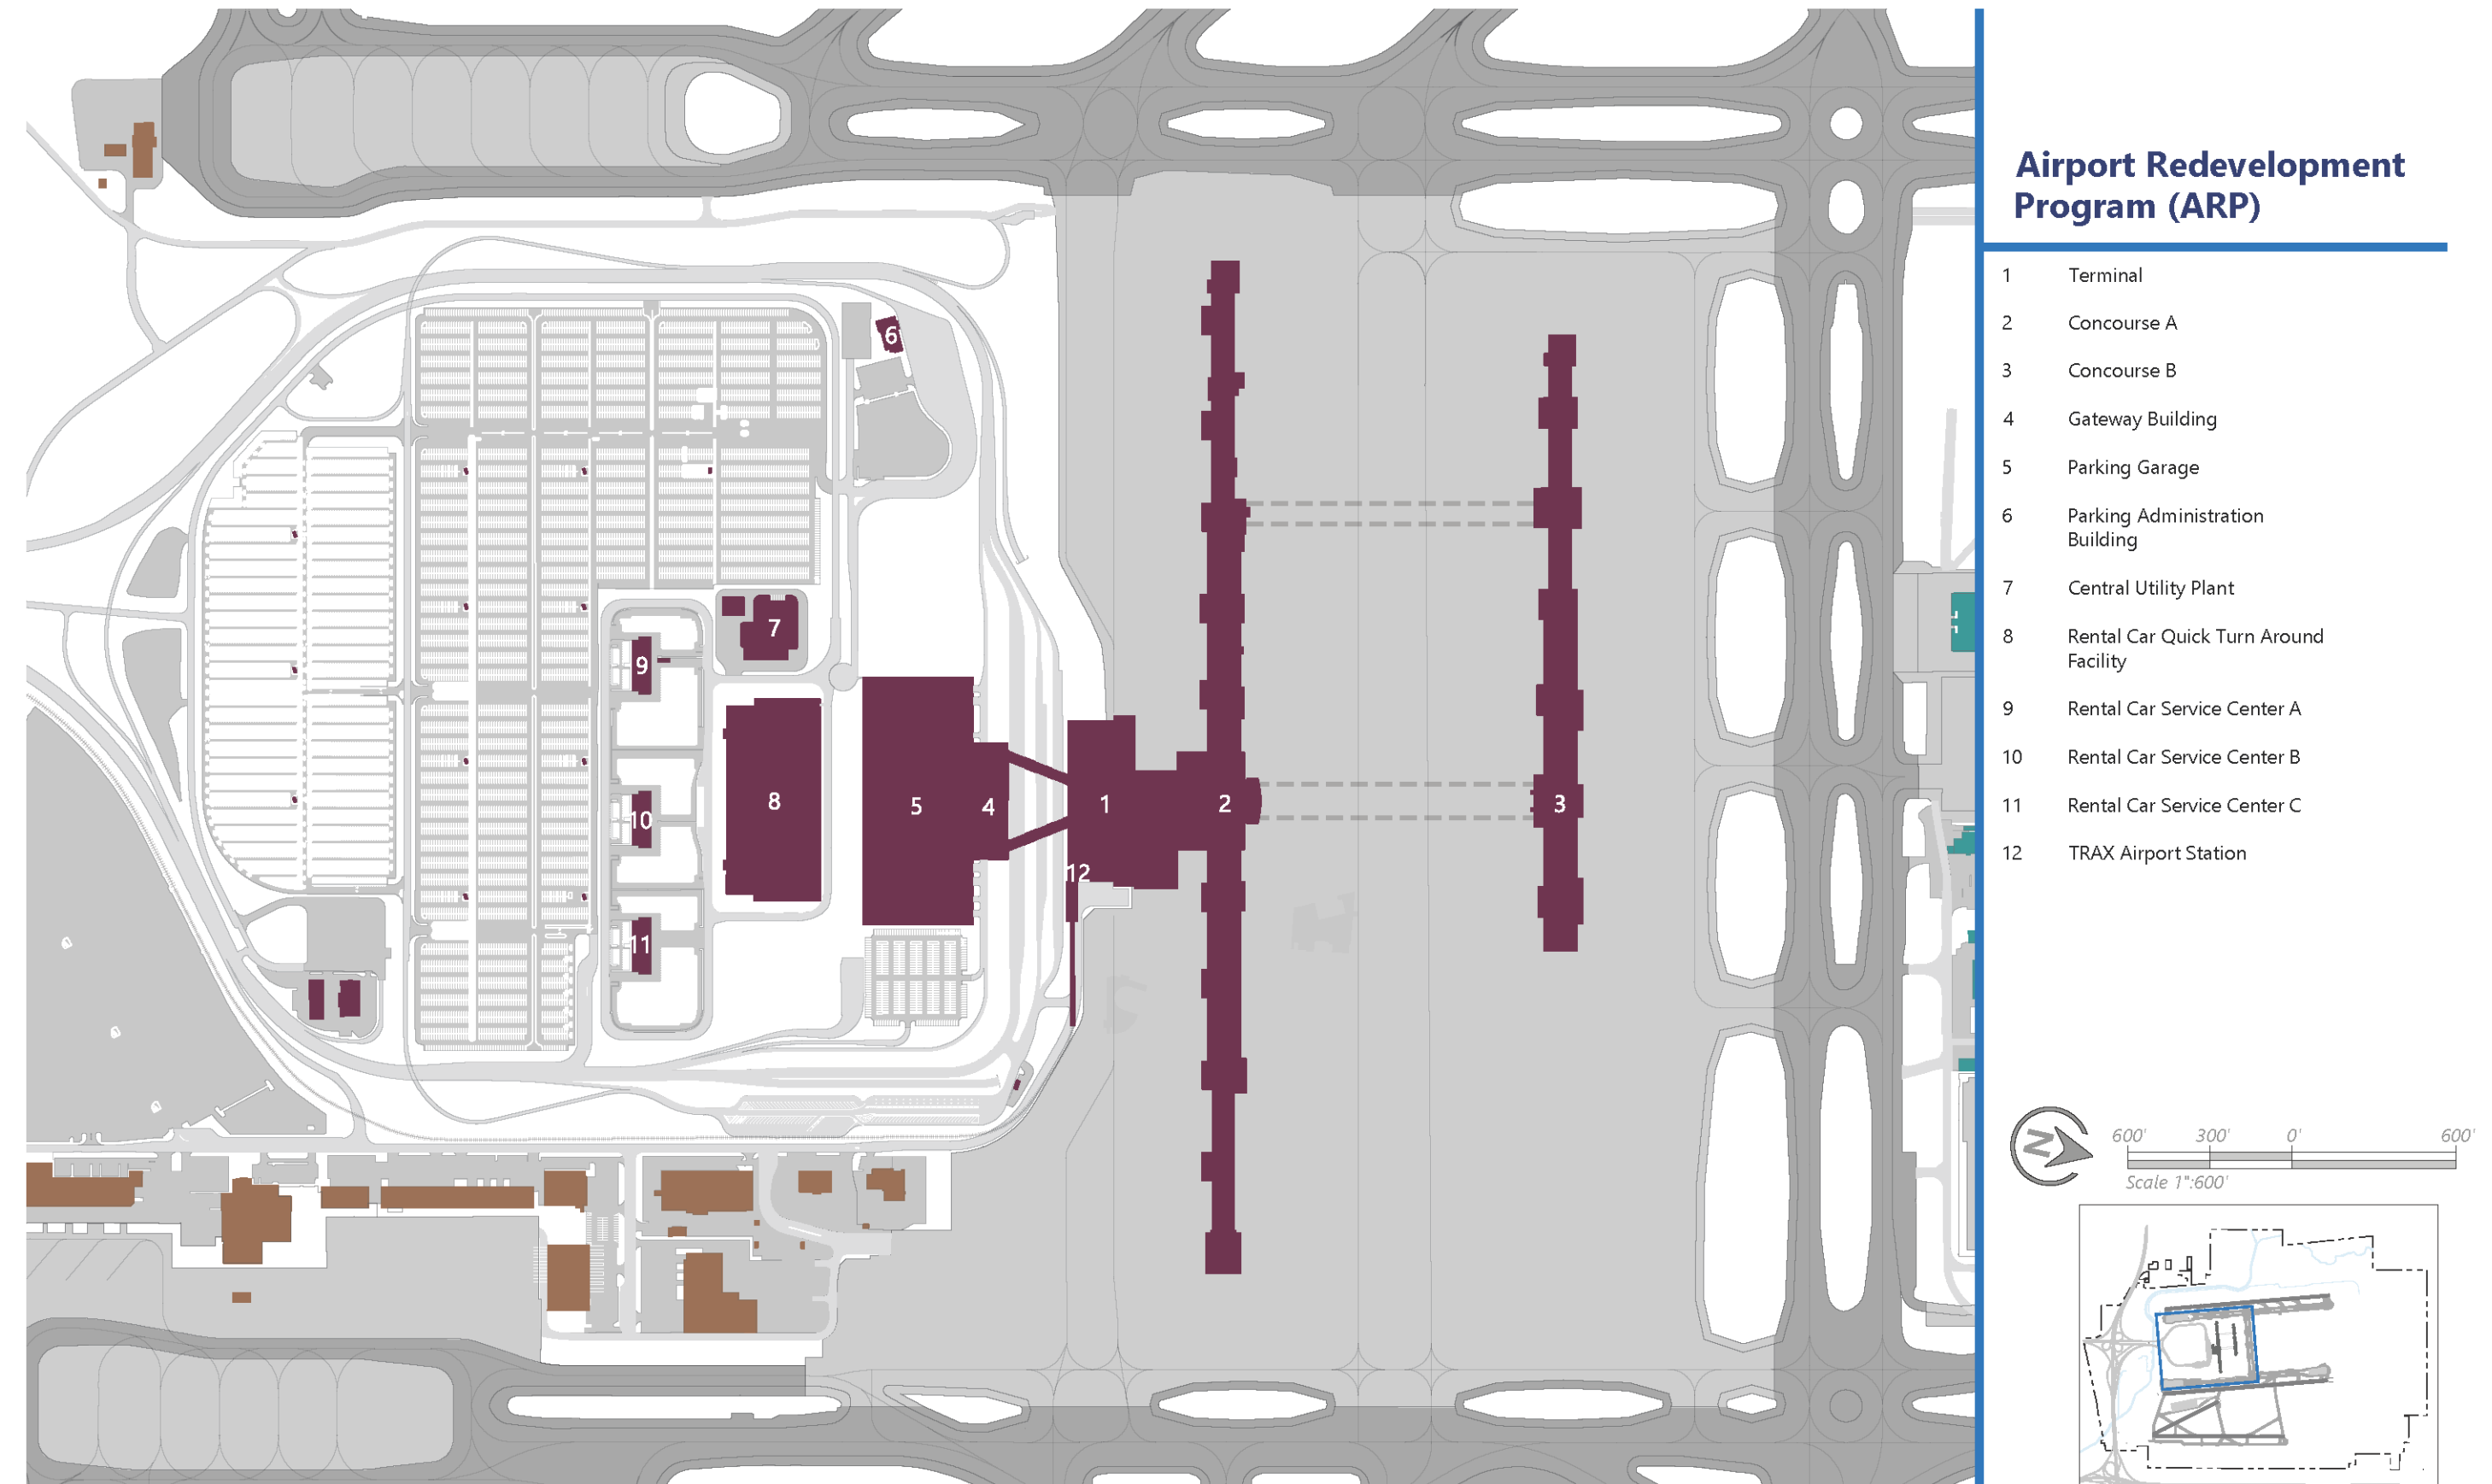 Airport Redevelopment
Program (ARP)
1 Terminal
2 Concourse A
3 Concourse B
4 Gateway Building
5 Parking Garage
6 Parking Administration
Building
7 Central Utility Plant
8 Rental Car Quick Turn Around
Facility
9 Rental Car Service Center A
10 Rental Car Service Center B
11 Rental Car Service Center C
12 TRAX Airport Station
6
7
9
8
10
5
4
1
2
3
12
11
N
600' 300' 0' 600'
Scale 1":600'